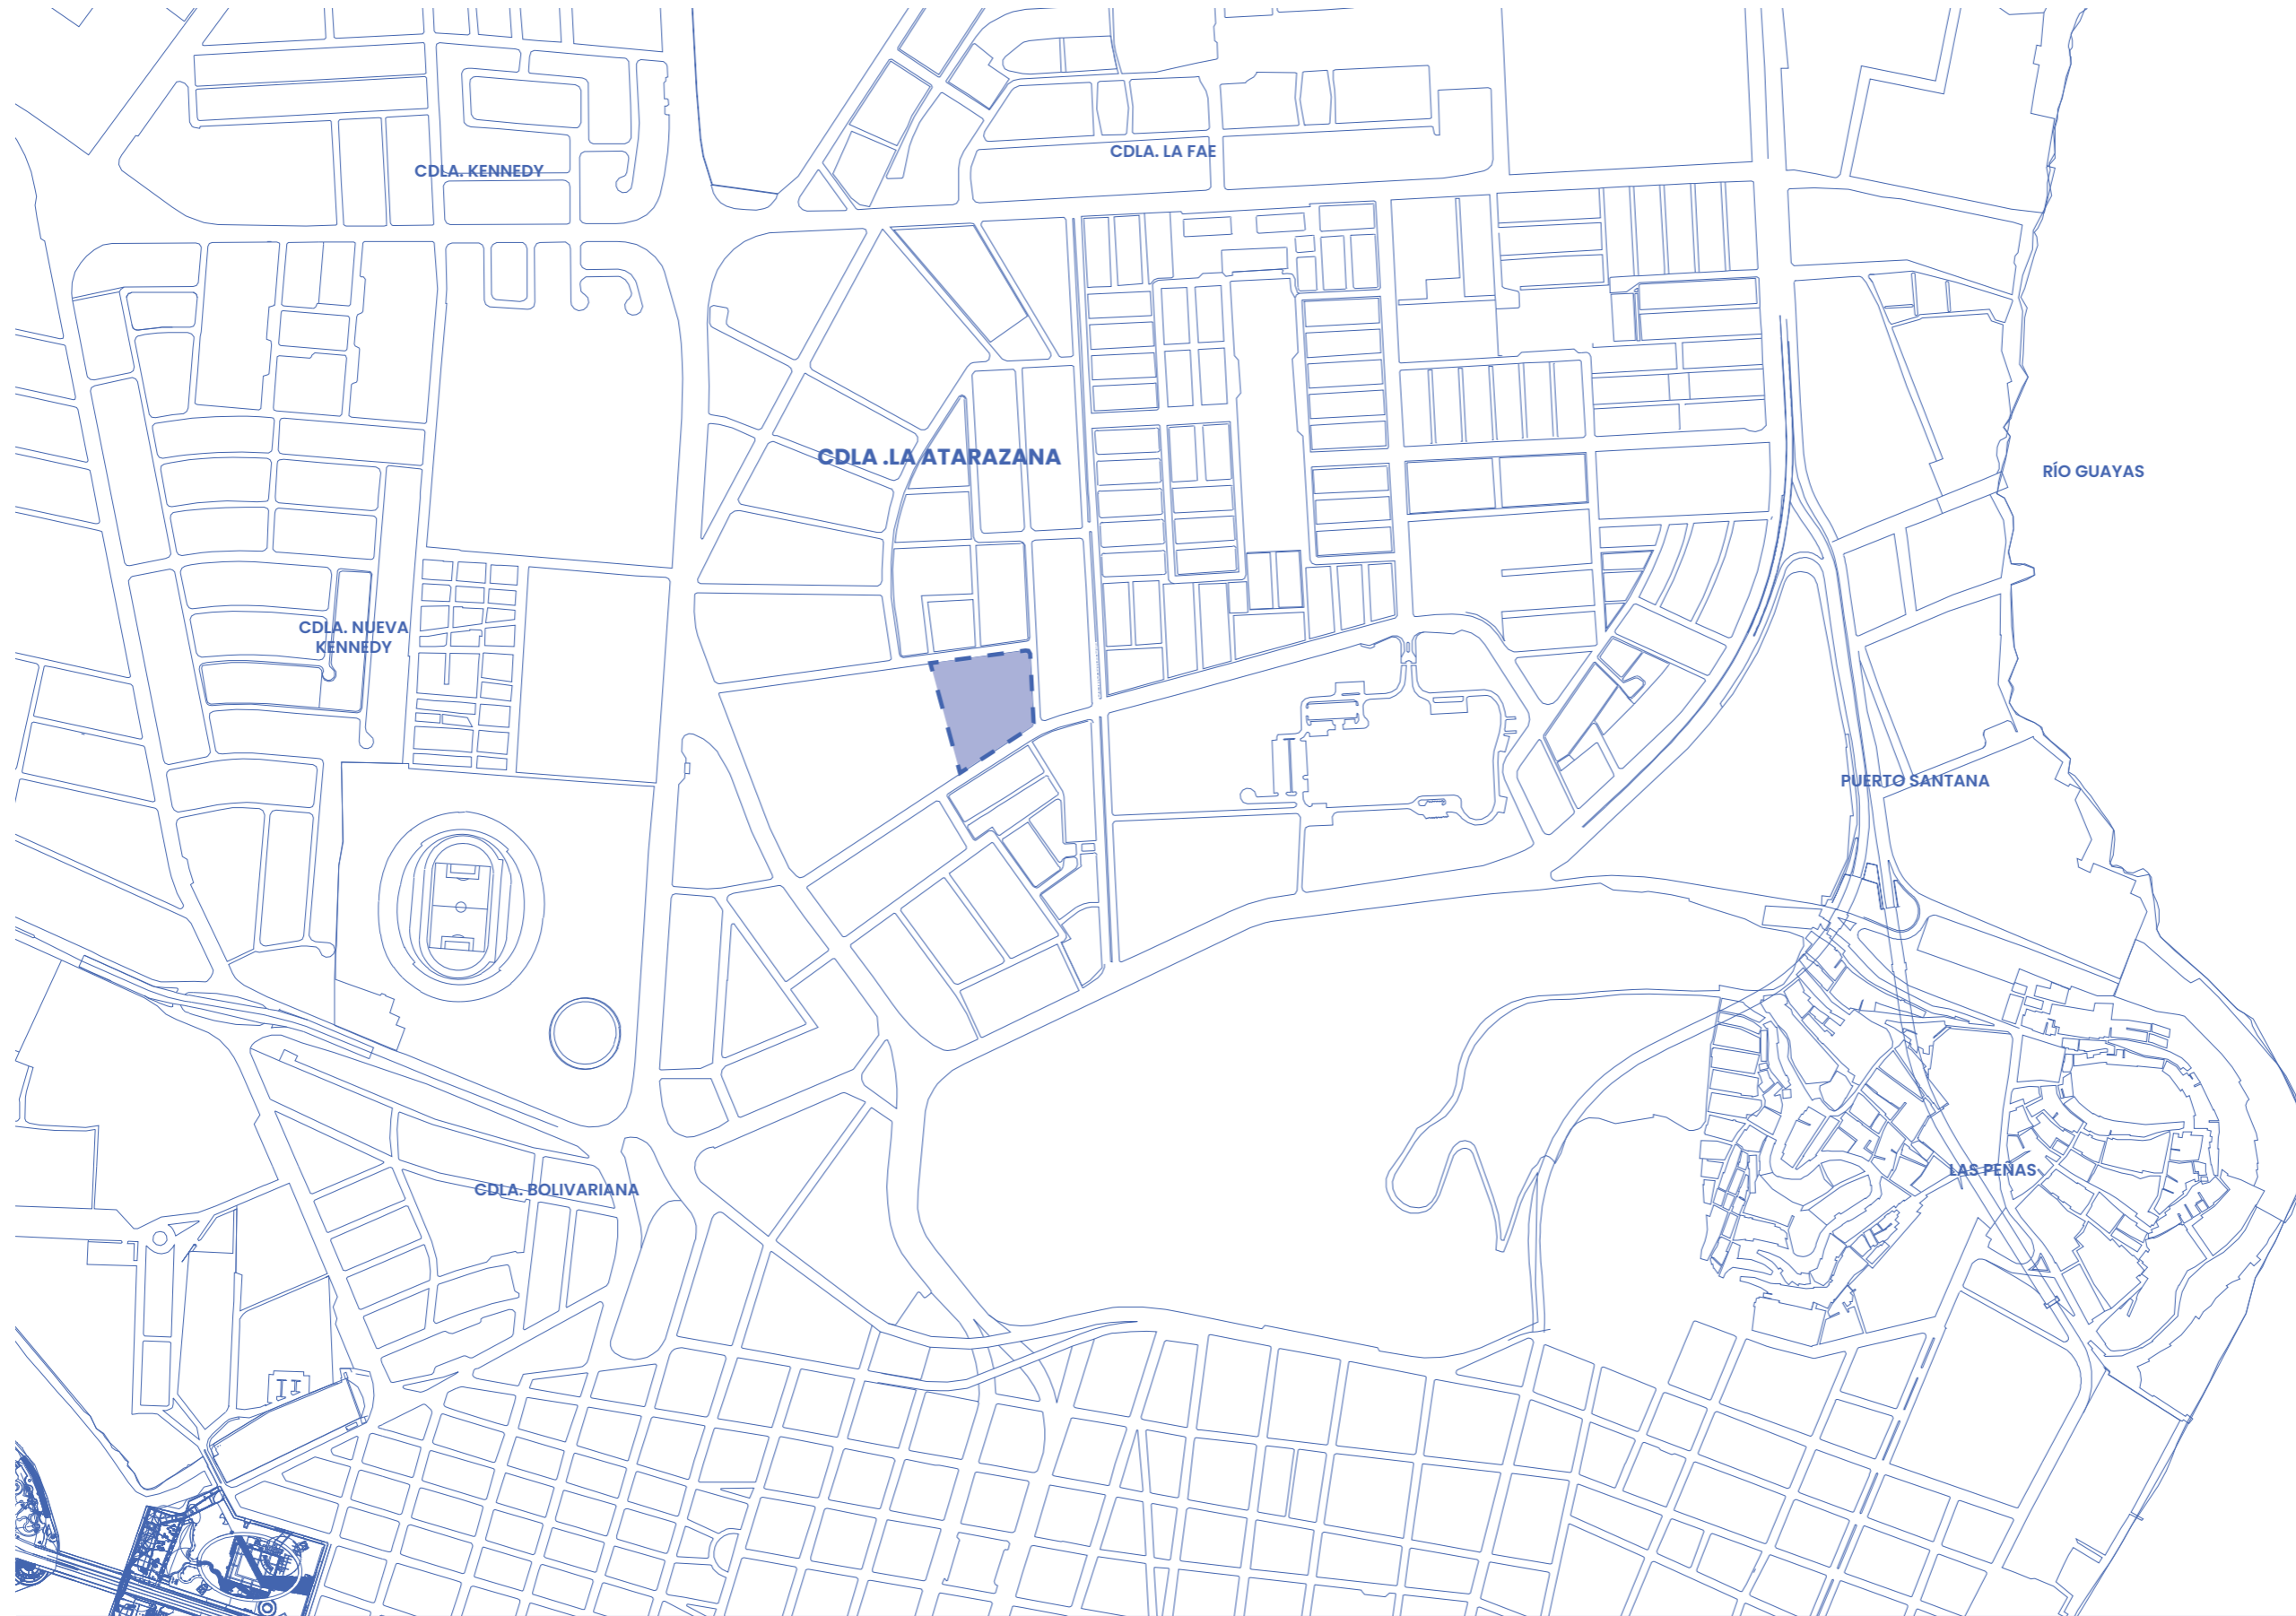 CDLA. LA FAE
CDLA. KENNEDY
CDLA .LA ATARAZANA
RÍO GUAYAS
CDLA. NUEVA
KENNEDY
PUERTO SANTANA
LAS PEÑAS
CDLA. BOLIVARIANA